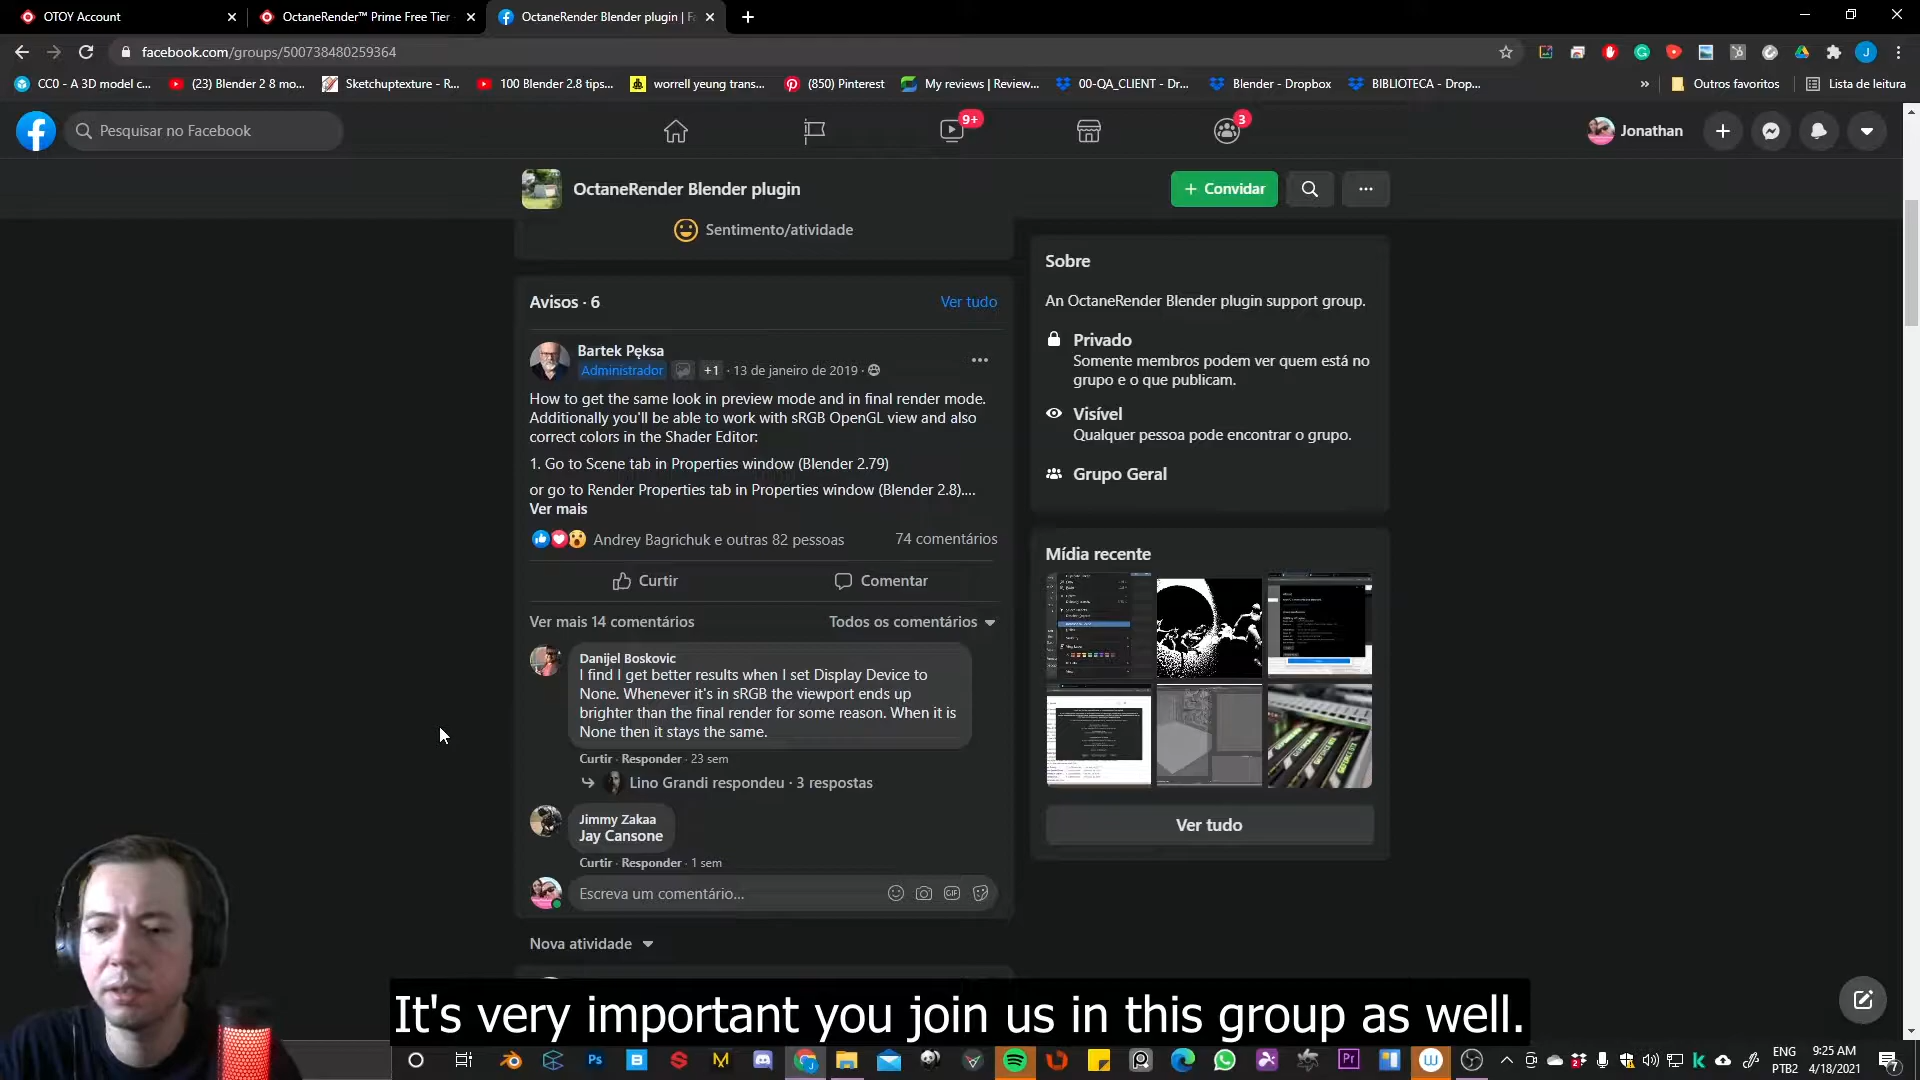 OTOY Account
OctaneRender™ Prime Free Tier
OctaneRender Blender plugin | Fa
facebook.com/groups/500738480259364
CC0 - A 3D model c...
(23) Blender 2 8 mo...
Sketchuptexture - R...
100 Blender 2.8 tips...
worrell yeung trans...
(850) Pinterest
My reviews | Review...
00-QA_CLIENT - Dr...
Blender - Dropbox
BIBLIOTECA - Drop...
»
Outros favoritos
Lista de leitura
Pesquisar no Facebook
9+
3
Jonathan
OctaneRender Blender plugin
+ Convidar
Sentimento/atividade
Avisos · 6
Ver tudo
Bartek Pęksa
Administrador
+1 · 13 de janeiro de 2019 ·
How to get the same look in preview mode and in final render mode.
Additionally you'll be able to work with sRGB OpenGL view and also
correct colors in the Shader Editor:
1. Go to Scene tab in Properties window (Blender 2.79)
or go to Render Properties tab in Properties window (Blender 2.8)....
Ver mais
Andrey Bagrichuk e outras 82 pessoas
74 comentários
Curtir
Comentar
Ver mais 14 comentários
Todos os comentários
Danijel Boskovic
I find I get better results when I set Display Device to
None. Whenever it's in sRGB the viewport ends up
brighter than the final render for some reason. When it is
None then it stays the same.
Curtir · Responder · 23 sem
Lino Grandi respondeu · 3 respostas
Jimmy Zakaa
Jay Cansone
Curtir · Responder · 1 sem
Escreva um comentário...
GIF
Nova atividade
Sobre
An OctaneRender Blender plugin support group.
Privado
Somente membros podem ver quem está no
grupo e o que publicam.
Visível
Qualquer pessoa pode encontrar o grupo.
Grupo Geral
Mídia recente
Ver tudo
It's very important you join us in this group as well.
ENG
PTB2
9:25 AM
4/18/2021